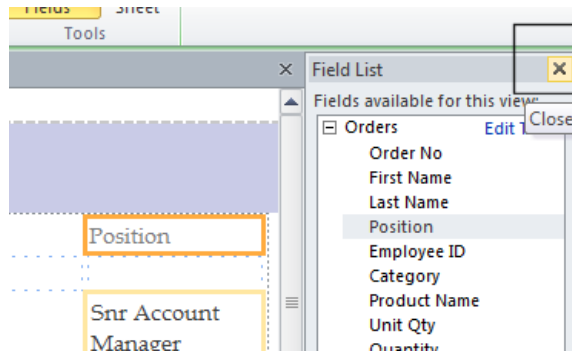 Fields Sheet
Tools
Field List
Fields available for this view:
Orders Edit T
Close
Order No
First Name
Last Name
Position
Employee ID
Category
Product Name
Unit Qty
Quantity
Position
Snr Account
Manager